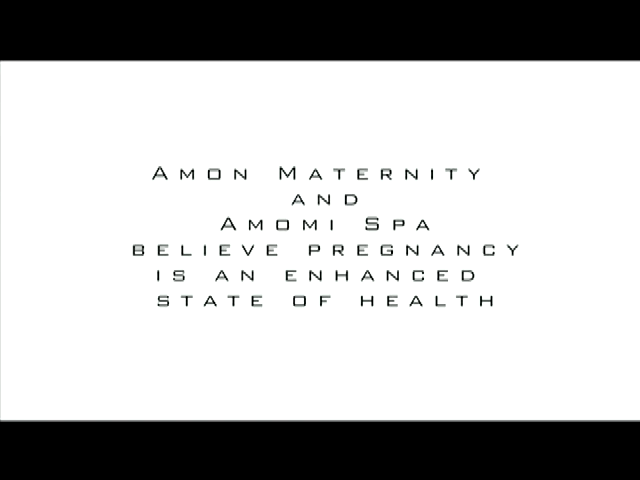 Amon Maternity
and
Amomi Spa
believe pregnancy
is an enhanced
state of health